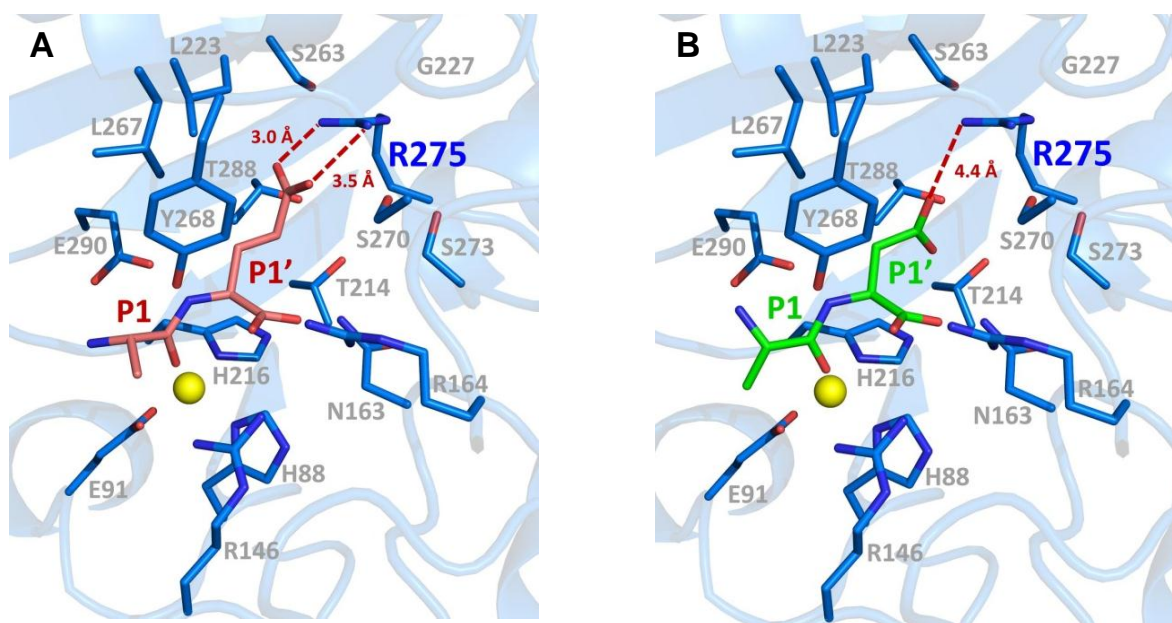 A
L223
S263
G227
L267
3.0 Å
R275
3.5 Å
T288
Y268
E290
S270
S273
P1'
T214
P1
H216
R164
N163
E91
H88
R146
B
L223
S263
G227
L267
R275
4.4 Å
T288
Y268
E290
S270
S273
P1'
T214
P1
H216
R164
N163
E91
H88
R146